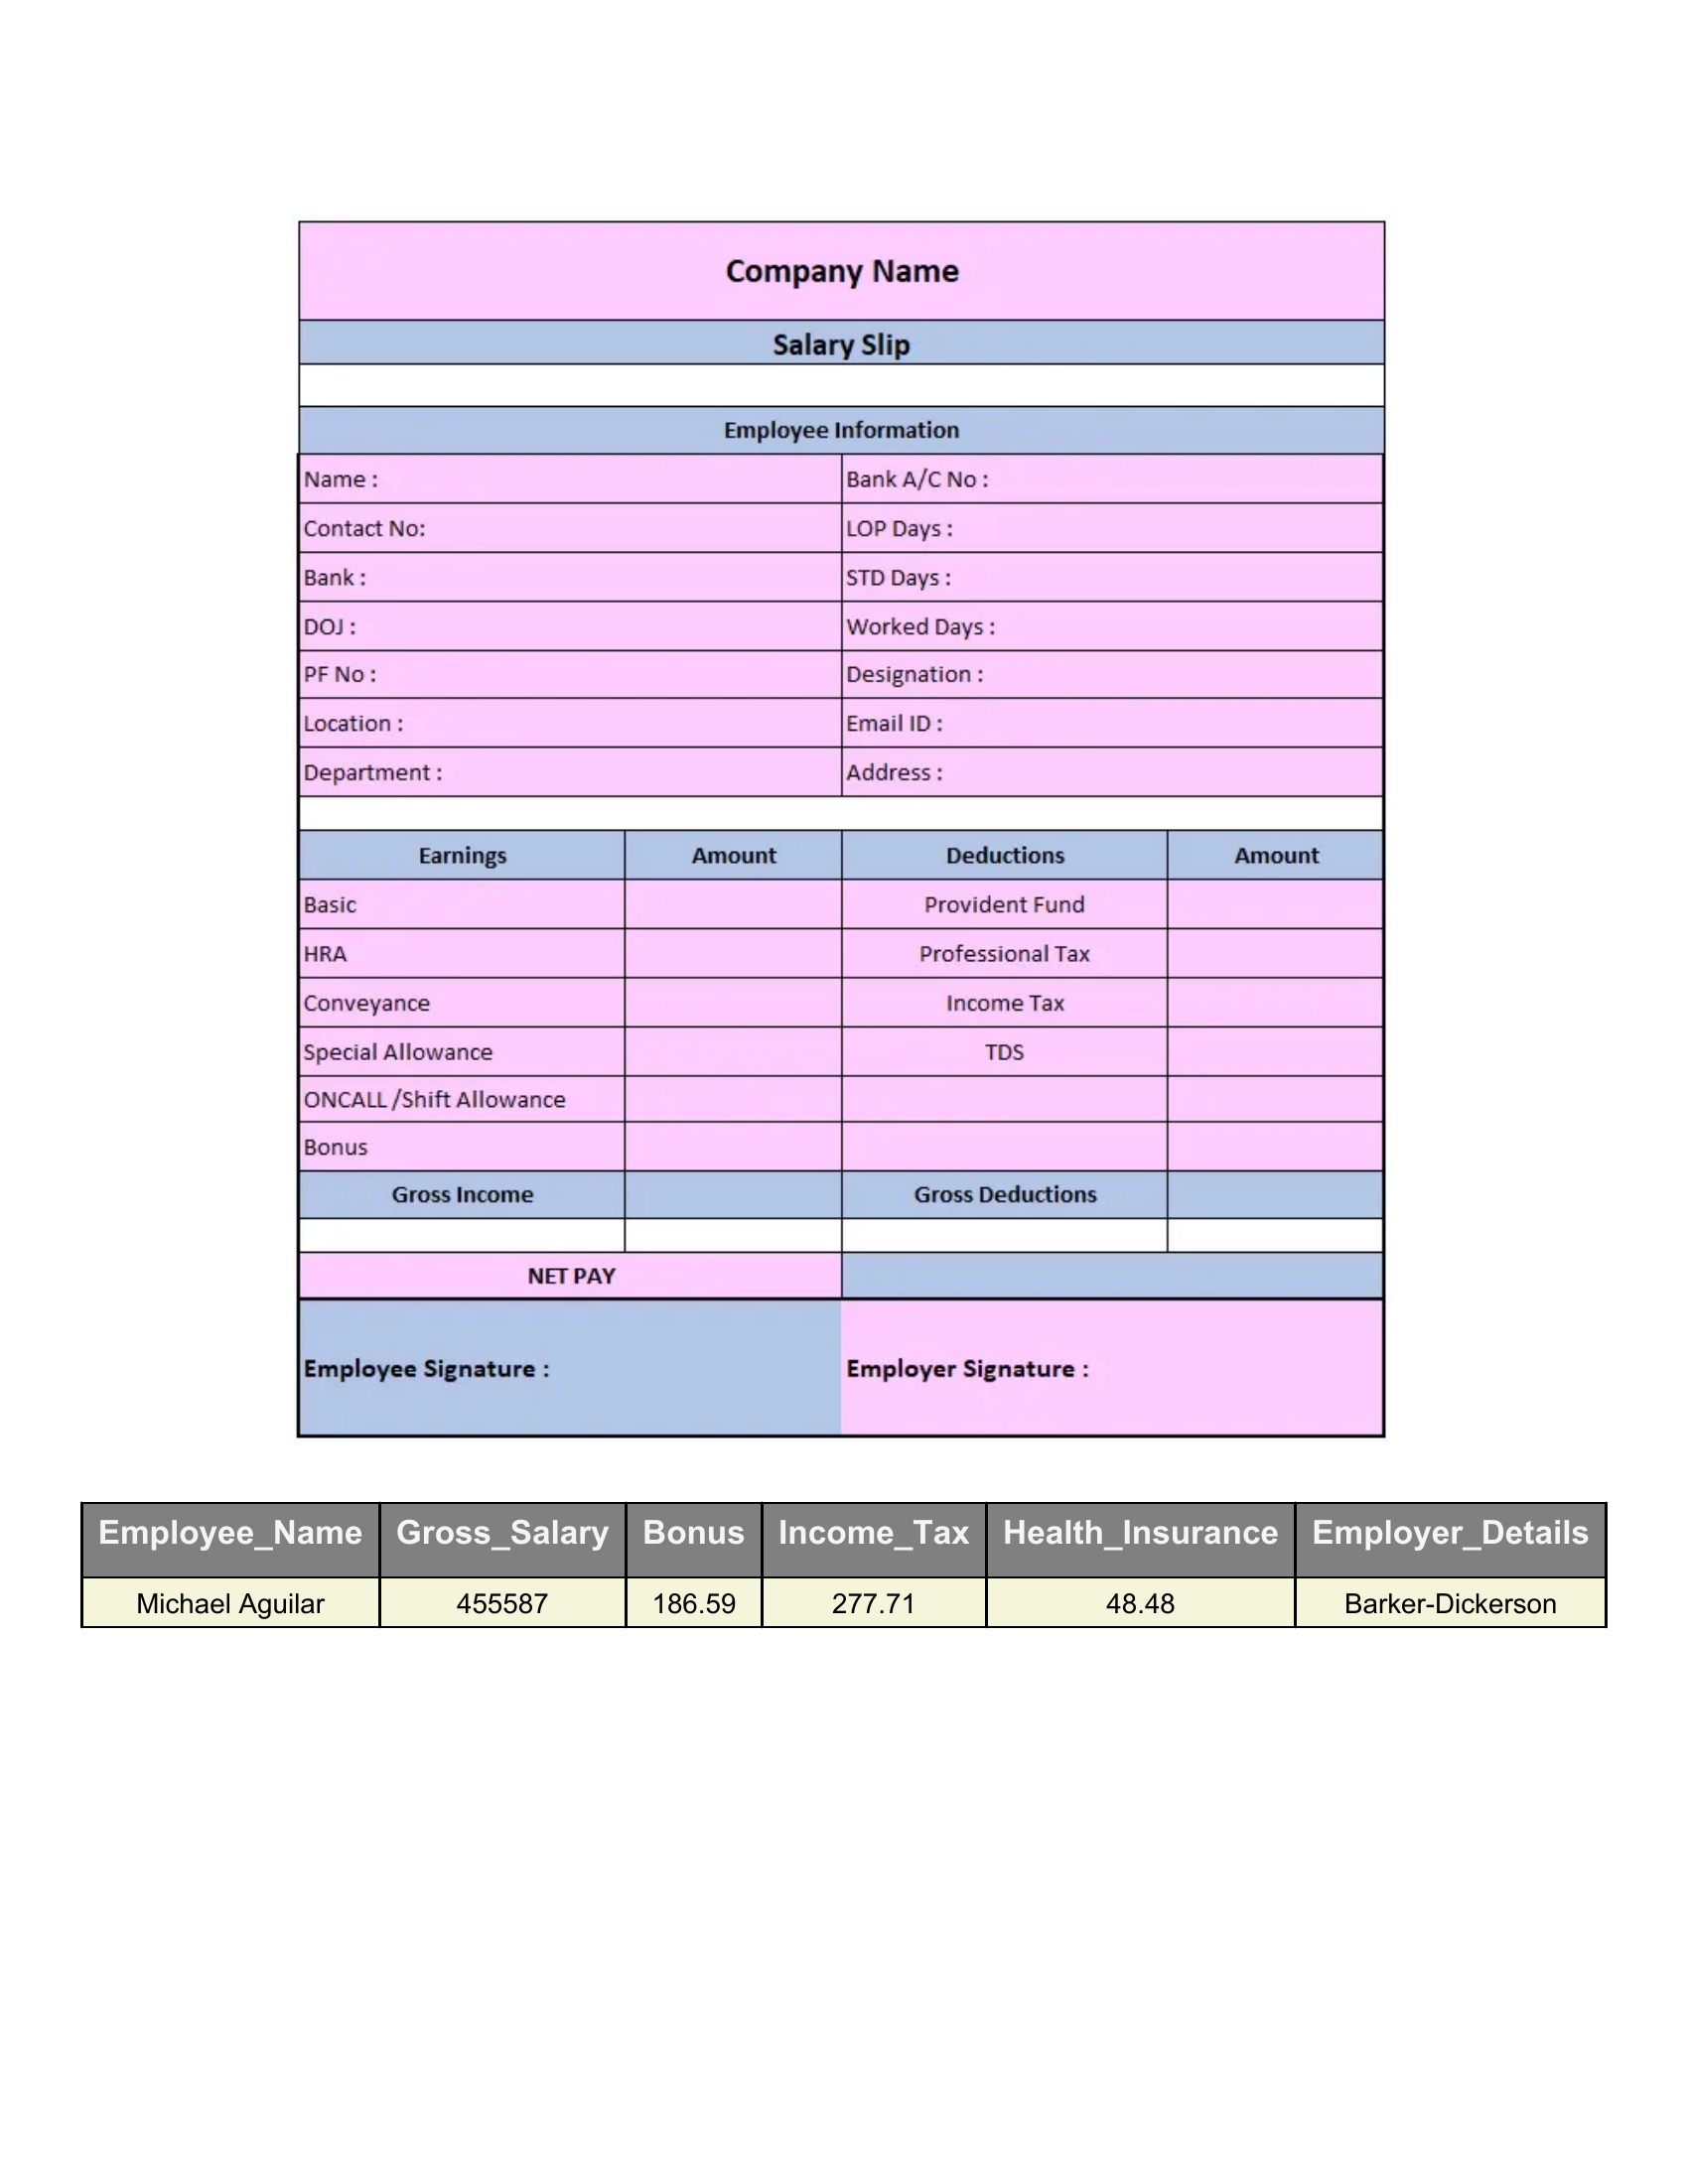 Company Name
Salary Slip
Employee Information
Name : Bank A/C No :
Contact No: LOP Days :
Bank : STD Days :
DOJ : Worked Days :
PF No : Designation :
Location : Email ID :
Department : Address :
Earnings Amount Deductions Amount
Basic Provident Fund
HRA Professional Tax
Conveyance Income Tax
Special Allowance TDS
ONCALL /Shift Allowance
Bonus
Gross Income Gross Deductions
NET PAY
Employee Signature : Employer Signature :
Employee_Name Gross_Salary Bonus Income_Tax Health_Insurance Employer_Details
Michael Aguilar 455587 186.59 277.71 48.48 Barker-Dickerson